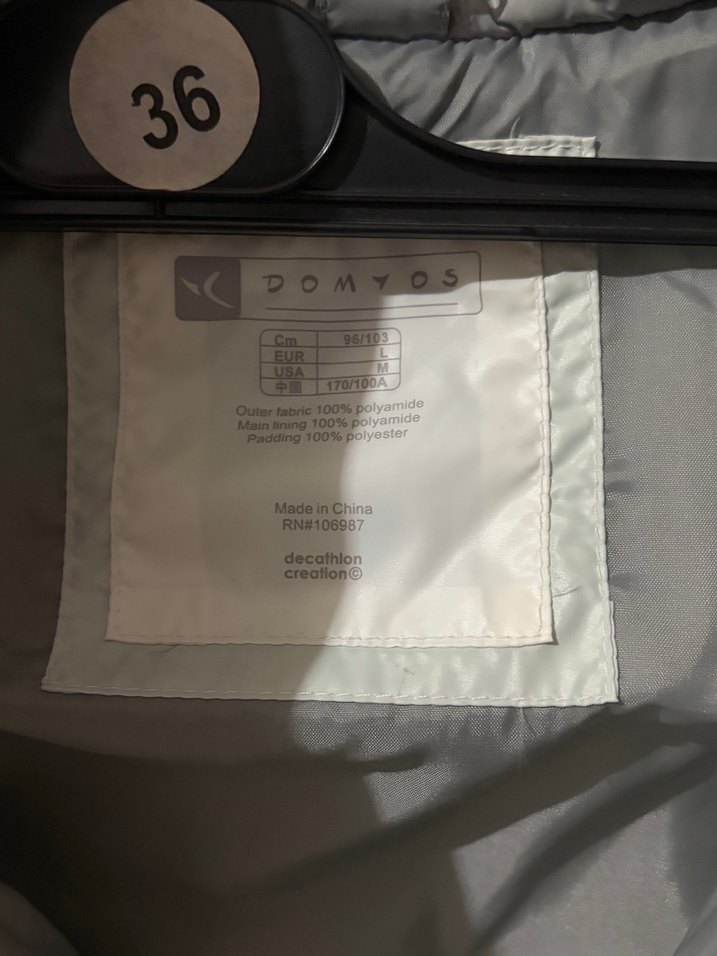 36
DOMYOS
Cm 96/103
EUR L
USA M
中国 170/100A
Outer fabric 100% polyamide
Main lining 100% polyamide
Padding 100% polyester
Made in China
RN#106987
decathlon
creation©